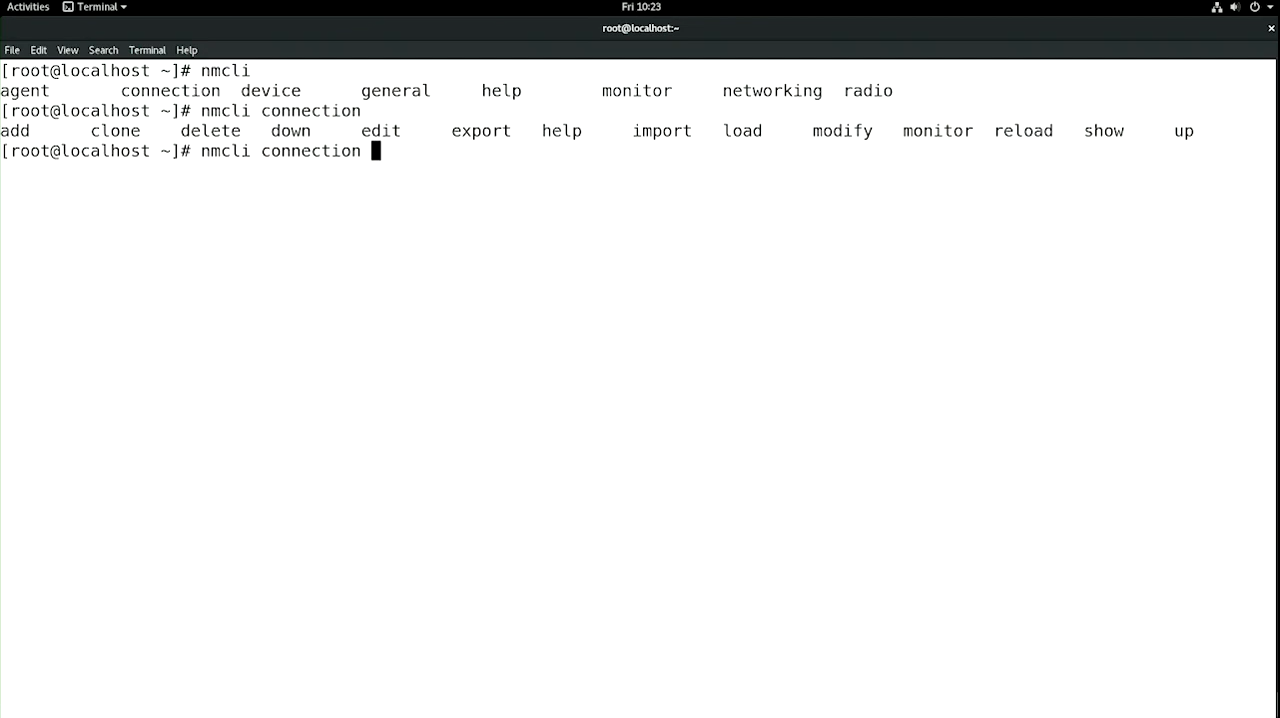 Activities Terminal Fri 10:23
root@localhost:~
File Edit View Search Terminal Help
[root@localhost ~]# nmcli
agent connection device general help monitor networking radio
[root@localhost ~]# nmcli connection
add clone delete down edit export help import load modify monitor reload show up
[root@localhost ~]# nmcli connection